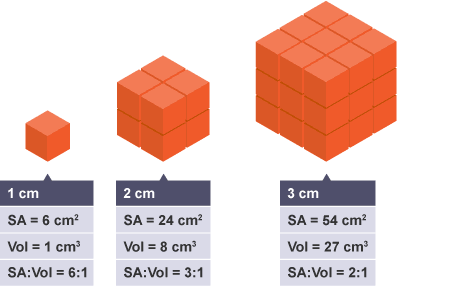 1 cm
SA = 6 cm²
Vol = 1 cm³
SA:Vol = 6:1
2 cm
SA = 24 cm²
Vol = 8 cm³
SA:Vol = 3:1
3 cm
SA = 54 cm²
Vol = 27 cm³
SA:Vol = 2:1